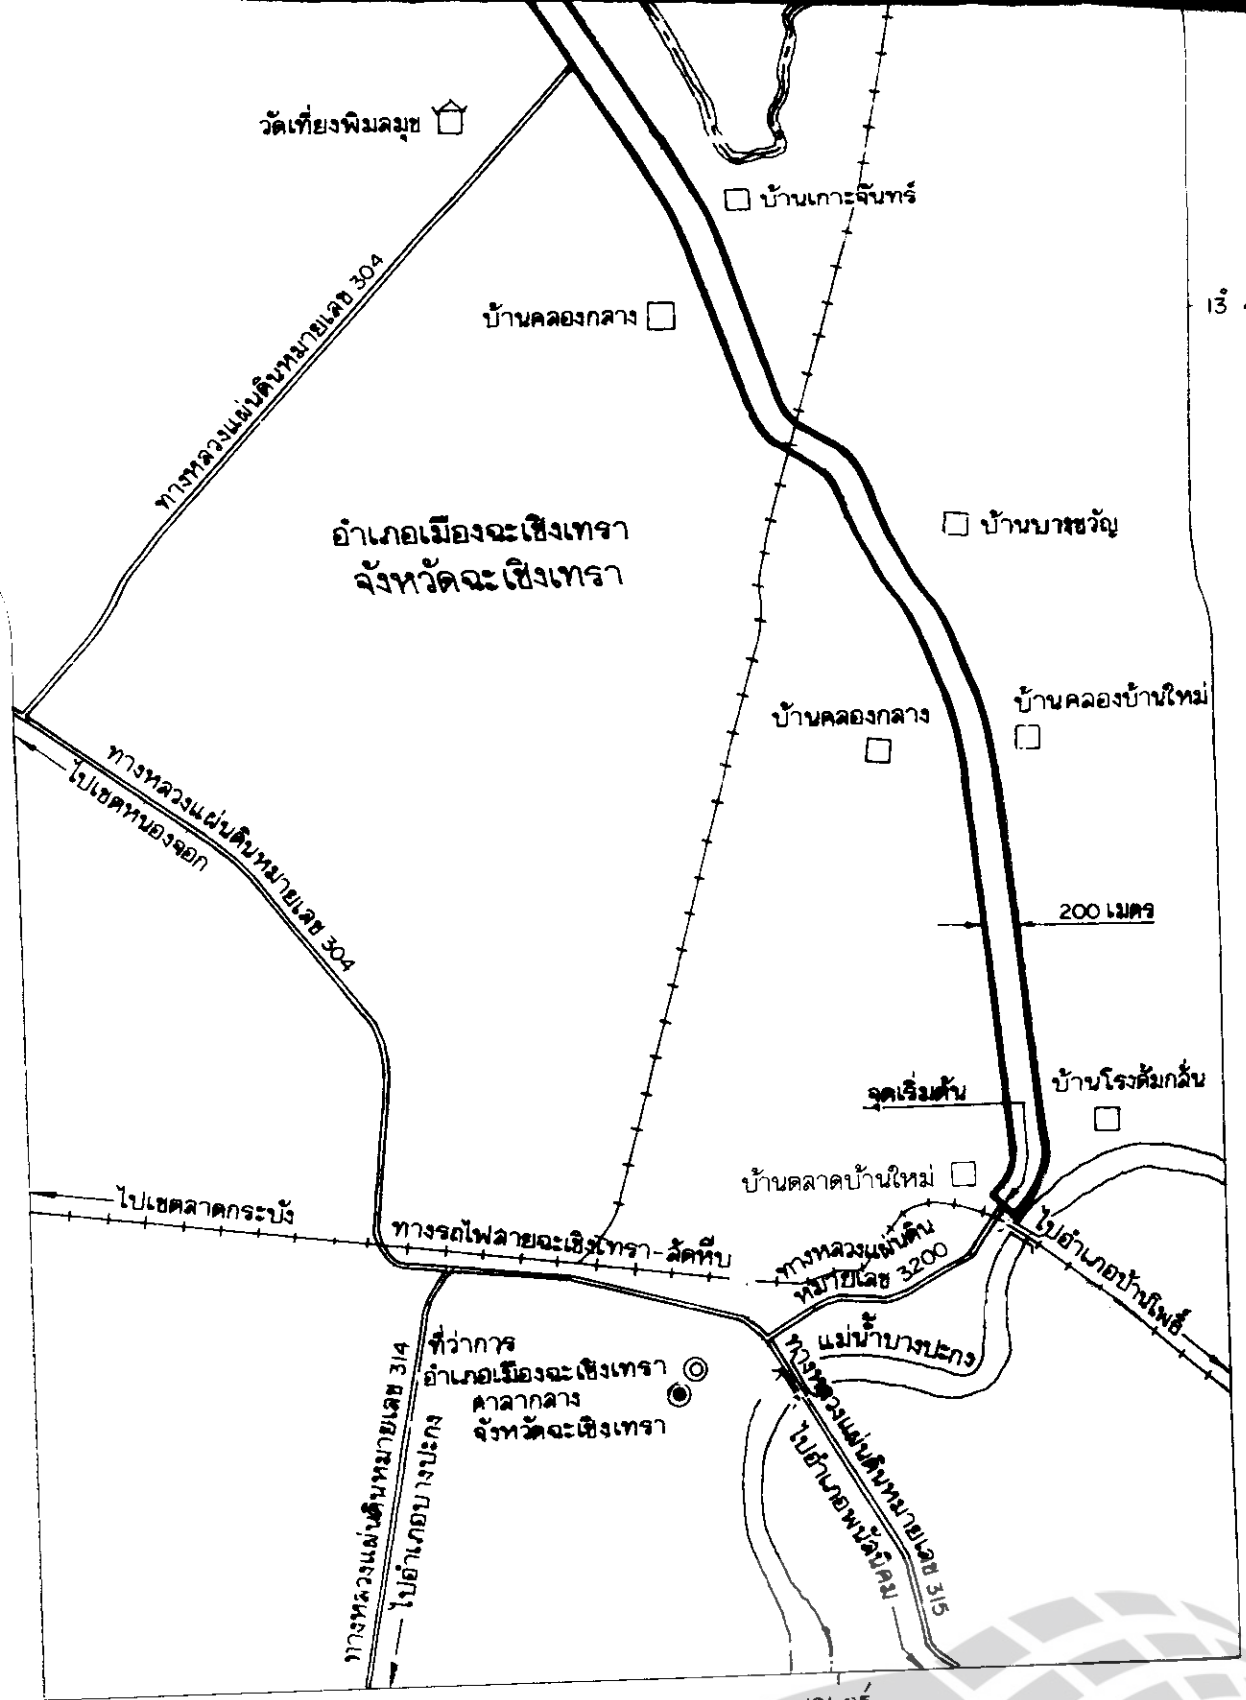 วัดเที่ยงพิมลมุข
บ้านเกาะจันทร์
ทางหลวงแผ่นดินหมายเลข 304
บ้านคลองกลาง
13°
อำเภอเมืองฉะเชิงเทรา
จังหวัดฉะเชิงเทรา
บ้านบางขวัญ
บ้านคลองกลาง
บ้านคลองบ้านใหม่
ทางหลวงแผ่นดินหมายเลข 304
ไปเขตหนองจอก
200 เมตร
จุดเริ่มต้น
บ้านโรงต้มกลั่น
บ้านตลาดบ้านใหม่
ไปเขตลาดกระบัง
ทางรถไฟสายฉะเชิงเทรา-สัตหีบ
ทางหลวงแผ่นดิน
หมายเลข 3200
ไปอำเภอบ้านโพธิ์
แม่น้ำบางปะกง
ที่ว่าการ
อำเภอเมืองฉะเชิงเทรา
ศาลากลาง
จังหวัดฉะเชิงเทรา
ทางหลวงแผ่นดินหมายเลข 314
ไปอำเภอบางปะกง
ทางหลวงแผ่นดินหมายเลข 315
ไปอำเภอพนัสนิคม